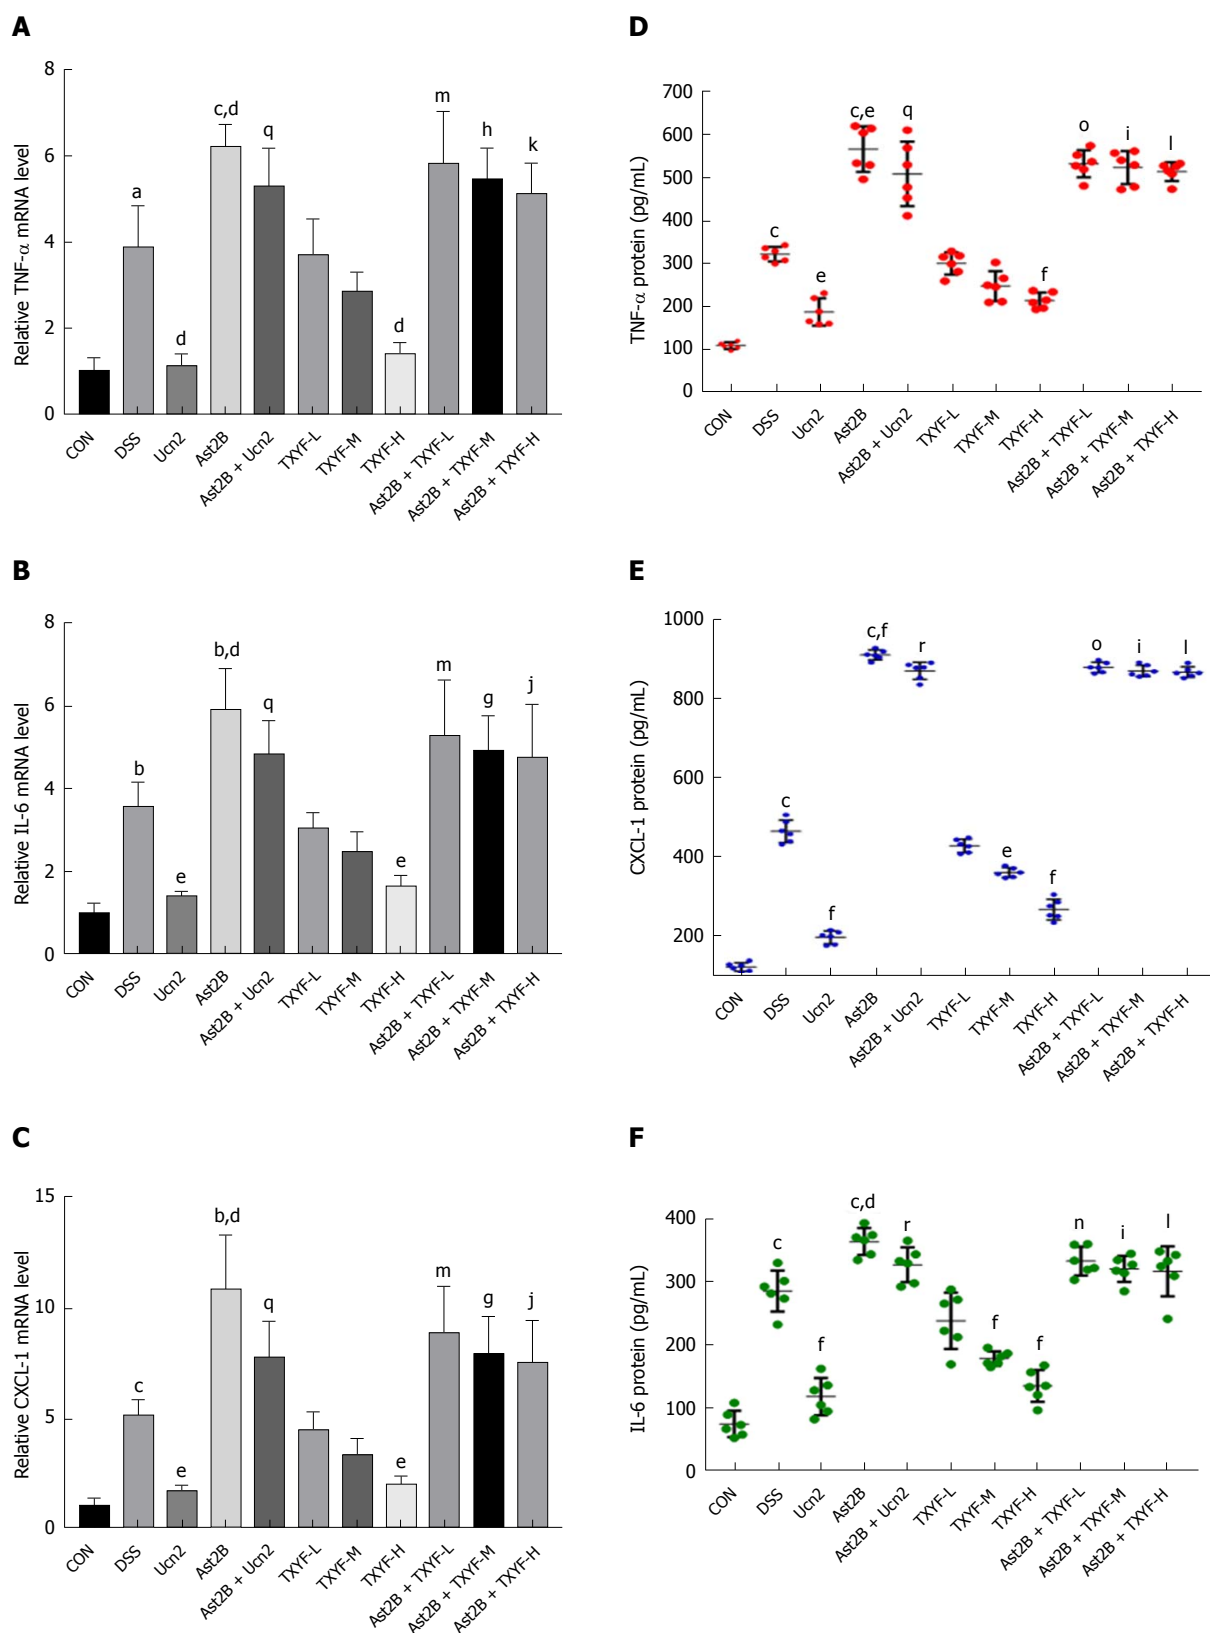 A
Relative TNF-α mRNA level
8
6
4
2
0
a
d
c,d
q
d
m
h
k
CON
DSS
Ucn2
Ast2B
Ast2B + Ucn2
TXYF-L
TXYF-M
TXYF-H
Ast2B + TXYF-L
Ast2B + TXYF-M
Ast2B + TXYF-H
D
TNF-α protein (pg/mL)
700
600
500
400
300
200
100
0
c
e
c,e
q
f
o
i
l
CON
DSS
Ucn2
Ast2B
Ast2B + Ucn2
TXYF-L
TXYF-M
TXYF-H
Ast2B + TXYF-L
Ast2B + TXYF-M
Ast2B + TXYF-H
B
Relative IL-6 mRNA level
8
6
4
2
0
b
e
b,d
q
e
m
g
j
CON
DSS
Ucn2
Ast2B
Ast2B + Ucn2
TXYF-L
TXYF-M
TXYF-H
Ast2B + TXYF-L
Ast2B + TXYF-M
Ast2B + TXYF-H
E
CXCL-1 protein (pg/mL)
1000
800
600
400
200
c
f
c,f
r
e
f
o
i
l
CON
DSS
Ucn2
Ast2B
Ast2B + Ucn2
TXYF-L
TXYF-M
TXYF-H
Ast2B + TXYF-L
Ast2B + TXYF-M
Ast2B + TXYF-H
C
Relative CXCL-1 mRNA level
15
10
5
0
c
e
b,d
q
e
m
g
j
CON
DSS
Ucn2
Ast2B
Ast2B + Ucn2
TXYF-L
TXYF-M
TXYF-H
Ast2B + TXYF-L
Ast2B + TXYF-M
Ast2B + TXYF-H
F
IL-6 protein (pg/mL)
400
300
200
100
0
c
f
c,d
r
f
f
n
i
l
CON
DSS
Ucn2
Ast2B
Ast2B + Ucn2
TXYF-L
TXYF-M
TXYF-H
Ast2B + TXYF-L
Ast2B + TXYF-M
Ast2B + TXYF-H